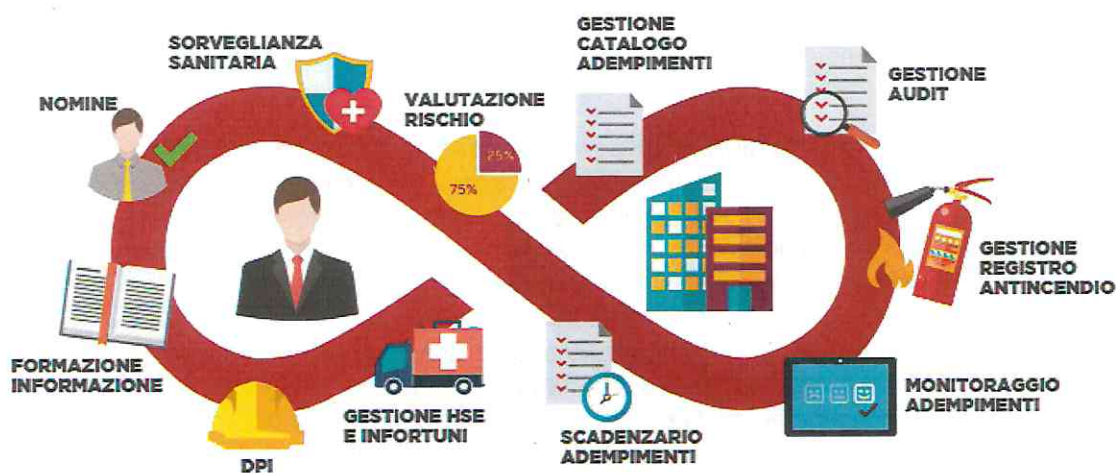 SORVEGLIANZA
SANITARIA
GESTIONE
CATALOGO
ADEMPIMENTI
GESTIONE
AUDIT
NOMINE
VALUTAZIONE
RISCHIO
25%
75%
GESTIONE
REGISTRO
ANTINCENDIO
FORMAZIONE
INFORMAZIONE
DPI
GESTIONE HSE
E INFORTUNI
SCADENZARIO
ADEMPIMENTI
MONITORAGGIO
ADEMPIMENTI